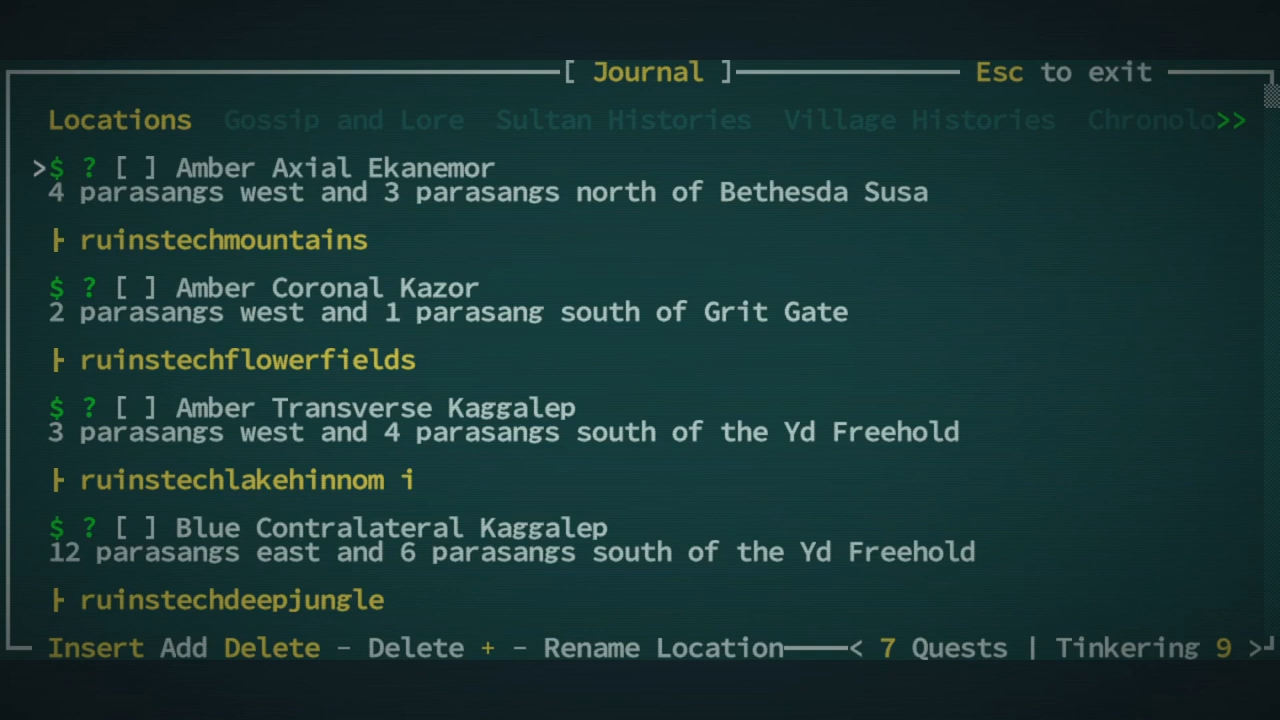 [ Journal ] Esc to exit
Locations Gossip and Lore Sultan Histories Village Histories Chronolo>>
>$ ? [ ] Amber Axial Ekanemor
4 parasangs west and 3 parasangs north of Bethesda Susa
├ ruinstechmountains
$ ? [ ] Amber Coronal Kazor
2 parasangs west and 1 parasang south of Grit Gate
├ ruinstechflowerfields
$ ? [ ] Amber Transverse Kaggalep
3 parasangs west and 4 parasangs south of the Yd Freehold
├ ruinstechlakehinnom i
$ ? [ ] Blue Contralateral Kaggalep
12 parasangs east and 6 parasangs south of the Yd Freehold
├ ruinstechdeepjungle
Insert Add Delete - Delete + - Rename Location < 7 Quests | Tinkering 9 >